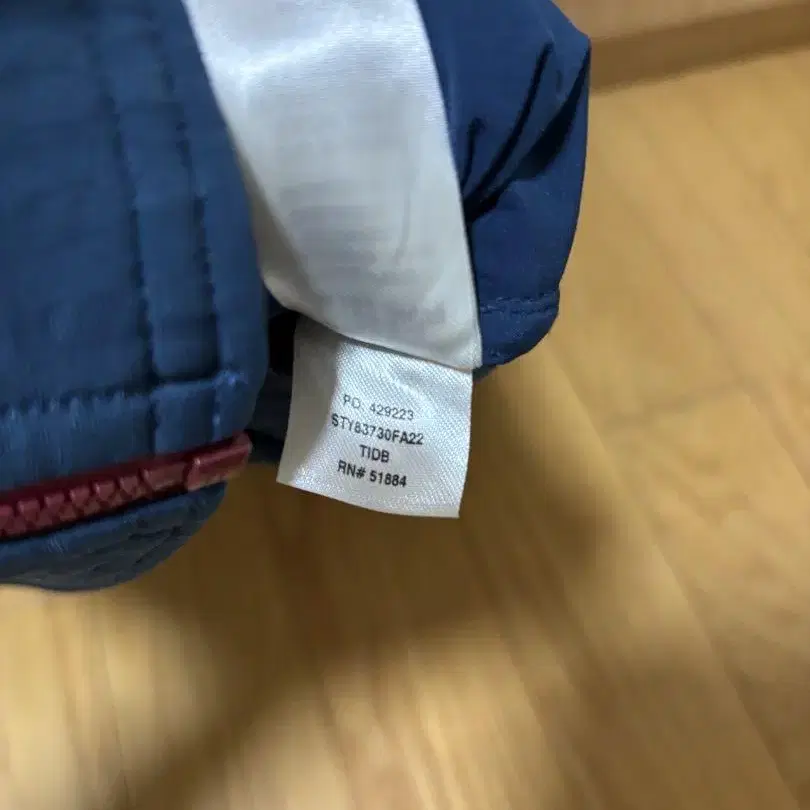 PO. 429223
STY83730FA22
TIDB
RN# 51884